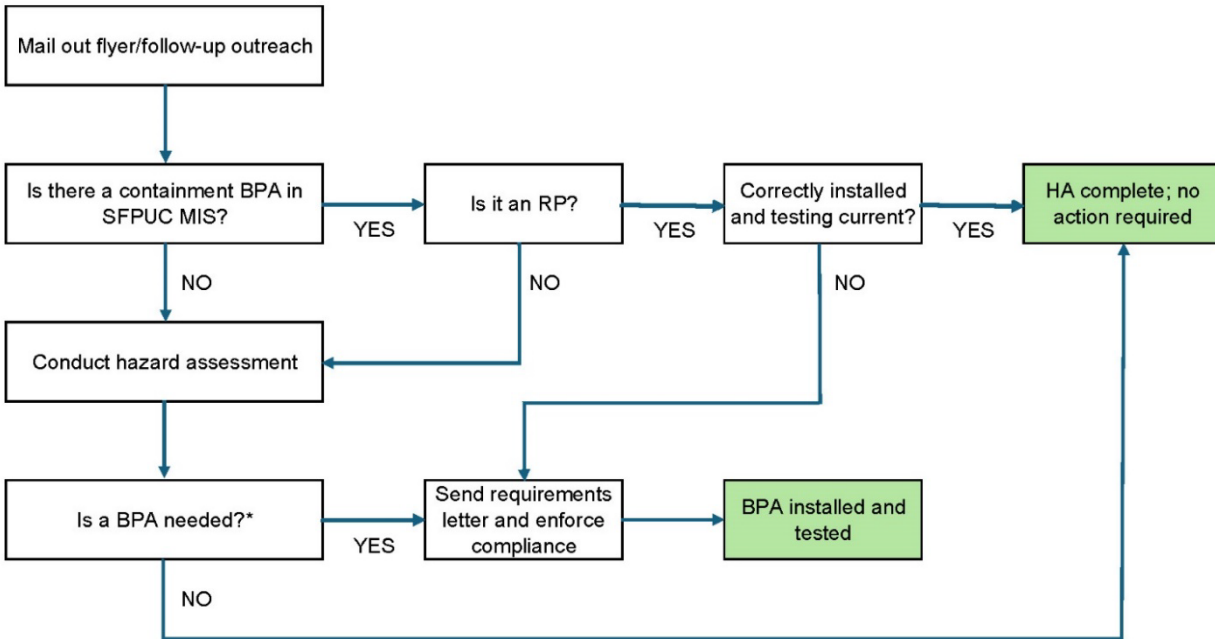 Mail out flyer/follow-up outreach
Is there a containment BPA in
SFPUC MIS?
YES
Is it an RP?
YES
Correctly installed
and testing current?
YES
HA complete; no
action required
NO
NO
NO
Conduct hazard assessment
Is a BPA needed?*
YES
Send requirements
letter and enforce
compliance
BPA installed and
tested
NO